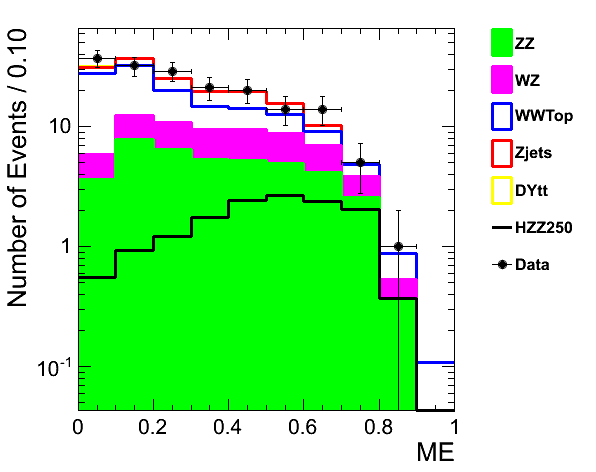 Number of Events / 0.10
10
1
10⁻¹
0 0.2 0.4 0.6 0.8 1
ME
ZZ
WZ
WWTop
Zjets
DYtt
HZZ250
Data